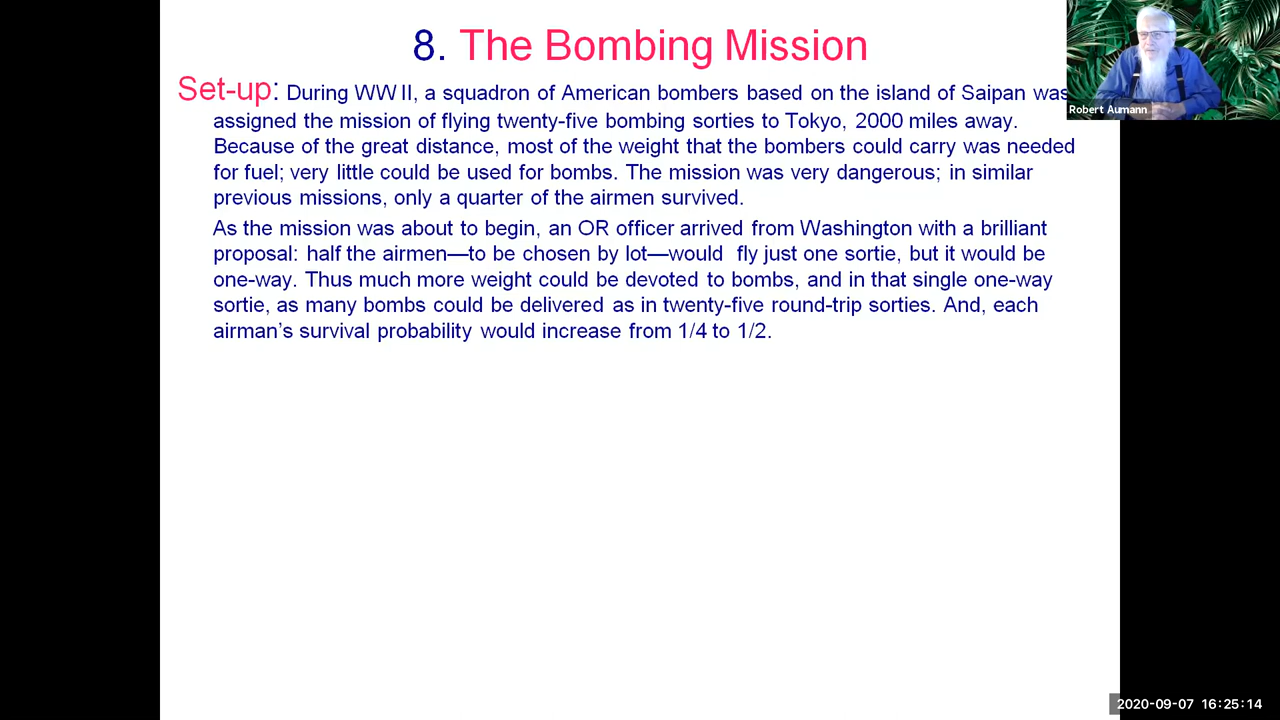 8. The Bombing Mission
Set-up: During WW II, a squadron of American bombers based on the island of Saipan was
assigned the mission of flying twenty-five bombing sorties to Tokyo, 2000 miles away.
Because of the great distance, most of the weight that the bombers could carry was needed
for fuel; very little could be used for bombs. The mission was very dangerous; in similar
previous missions, only a quarter of the airmen survived.
As the mission was about to begin, an OR officer arrived from Washington with a brilliant
proposal: half the airmen—to be chosen by lot—would fly just one sortie, but it would be
one-way. Thus much more weight could be devoted to bombs, and in that single one-way
sortie, as many bombs could be delivered as in twenty-five round-trip sorties. And, each
airman's survival probability would increase from 1/4 to 1/2.
Robert Aumann
2020-09-07 16:25:14